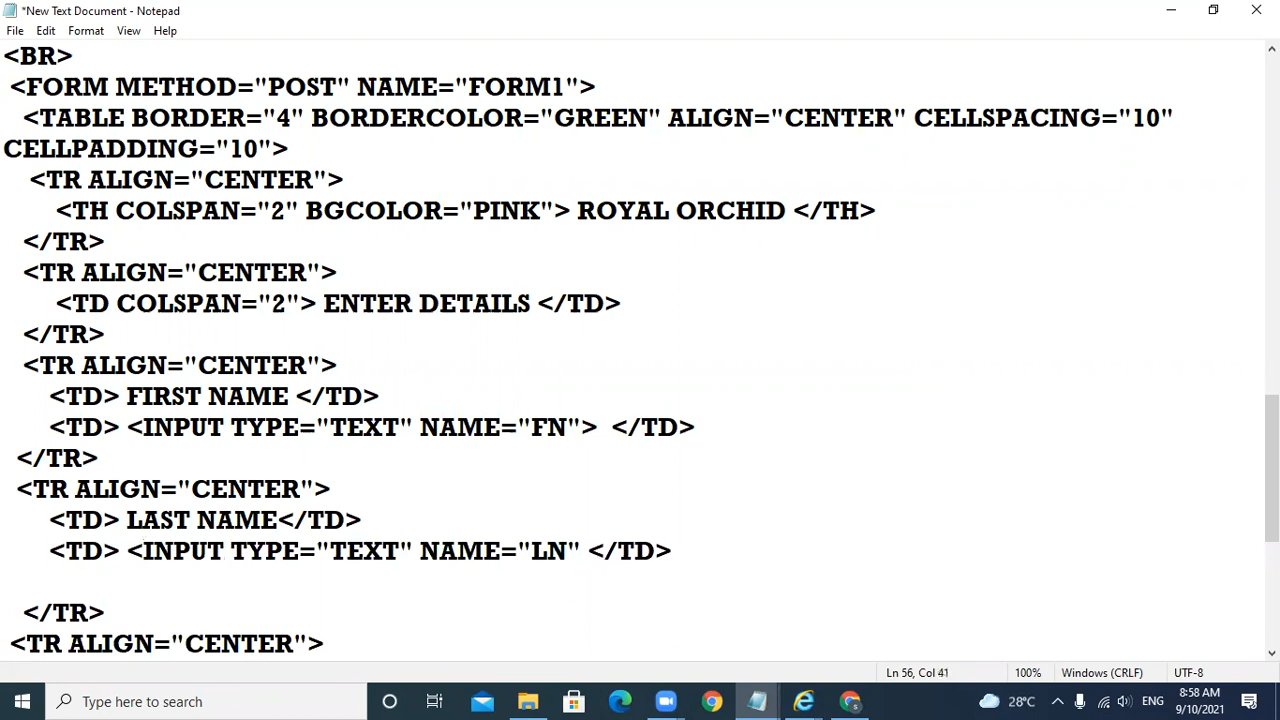 *New Text Document - Notepad
File Edit Format View Help
<BR>
<FORM METHOD="POST" NAME="FORM1">
<TABLE BORDER="4" BORDERCOLOR="GREEN" ALIGN="CENTER" CELLSPACING="10"
CELLPADDING="10">
<TR ALIGN="CENTER">
<TH COLSPAN="2" BGCOLOR="PINK"> ROYAL ORCHID </TH>
</TR>
<TR ALIGN="CENTER">
<TD COLSPAN="2"> ENTER DETAILS </TD>
</TR>
<TR ALIGN="CENTER">
<TD> FIRST NAME </TD>
<TD> <INPUT TYPE="TEXT" NAME="FN">  </TD>
</TR>
<TR ALIGN="CENTER">
<TD> LAST NAME</TD>
<TD> <INPUT TYPE="TEXT" NAME="LN" </TD>
</TR>
<TR ALIGN="CENTER">
Ln 56, Col 41 100% Windows (CRLF) UTF-8
Type here to search 28°C ENG 8:58 AM
9/10/2021